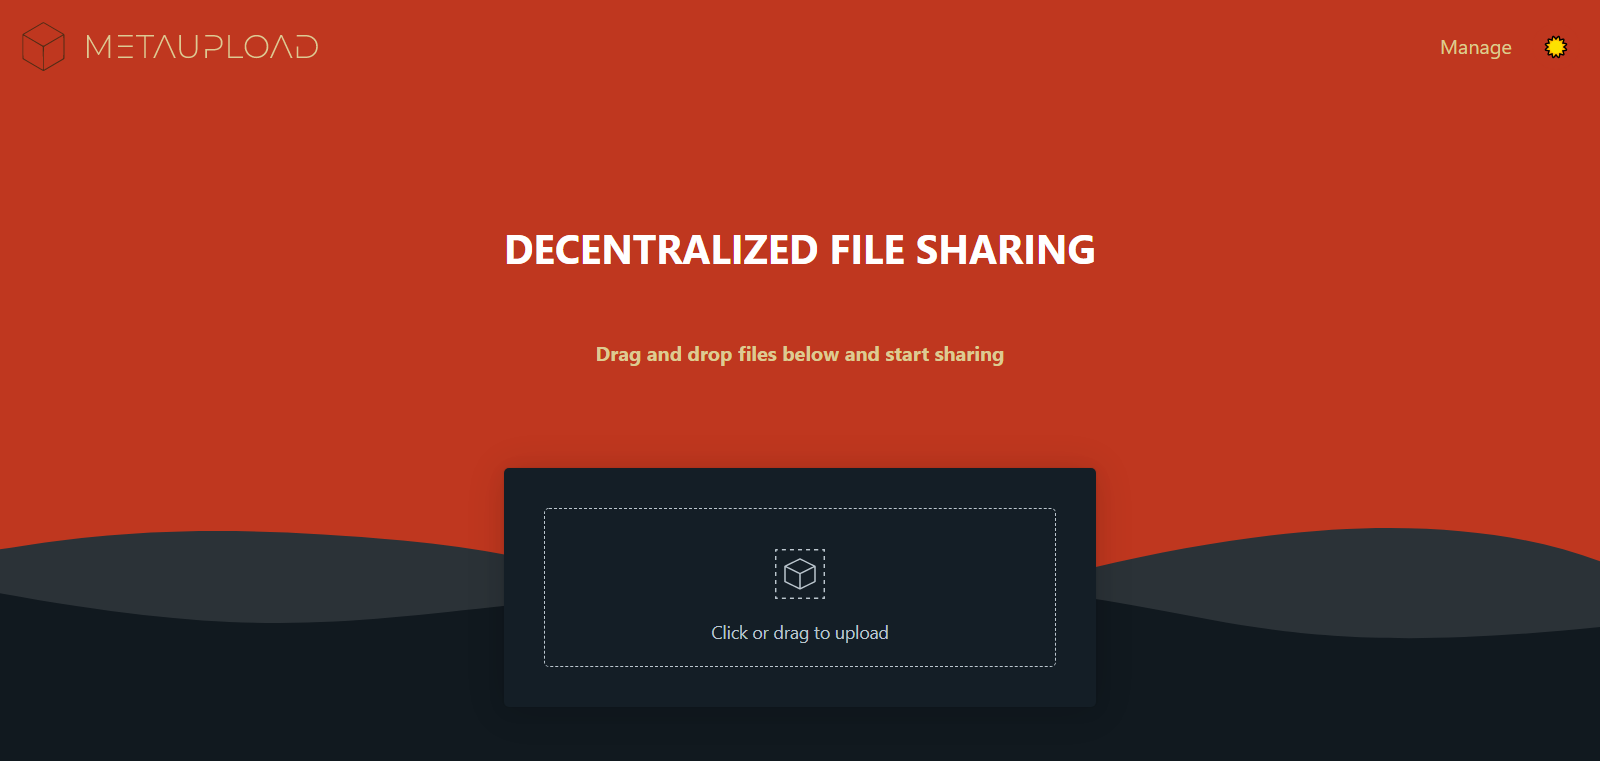 METAUPLOAD
Manage
DECENTRALIZED FILE SHARING
Drag and drop files below and start sharing
Click or drag to upload